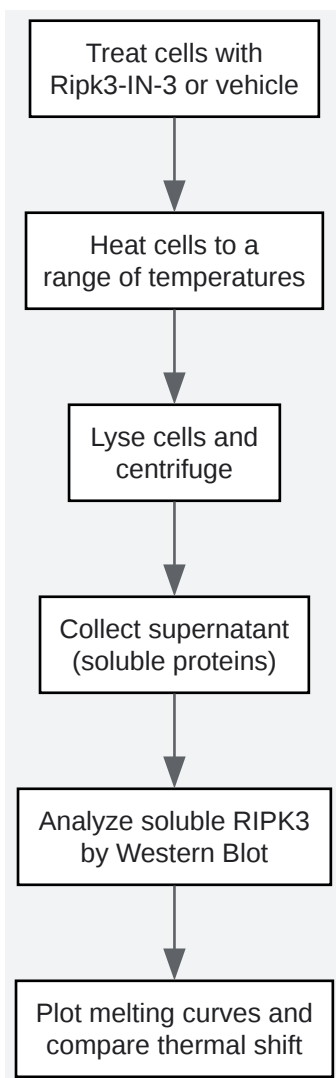 Treat cells with
Ripk3-IN-3 or vehicle
Heat cells to a
range of temperatures
Lyse cells and
centrifuge
Collect supernatant
(soluble proteins)
Analyze soluble RIPK3
by Western Blot
Plot melting curves and
compare thermal shift